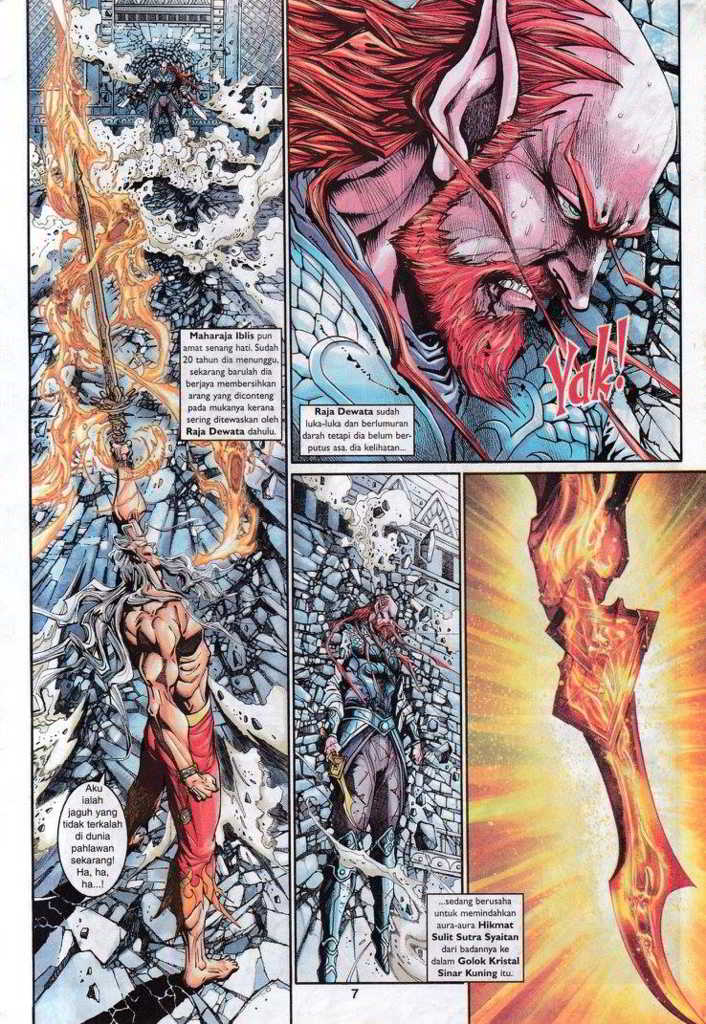 Maharaja Iblis pun
amat senang hati. Sudah
20 tahun dia menunggu,
sekarang barulah dia
berjaya membersihkan
arang yang diconteng
pada mukanya kerana
sering ditewaskan oleh
Raja Dewata dahulu.
Aku
ialah
jaguh yang
tidak terkalah
di dunia
pahlawan
sekarang!
Ha, ha,
ha...!
Yak!
Raja Dewata sudah
luka-luka dan berlumuran
darah tetapi dia belum ber-
putus asa. dia kelihatan...
...sedang berusaha
untuk memindahkan
aura-aura Hikmat
Sulit Sutra Syaitan
dari badannya ke
dalam Golok Kristal
Sinar Kuning itu.
7